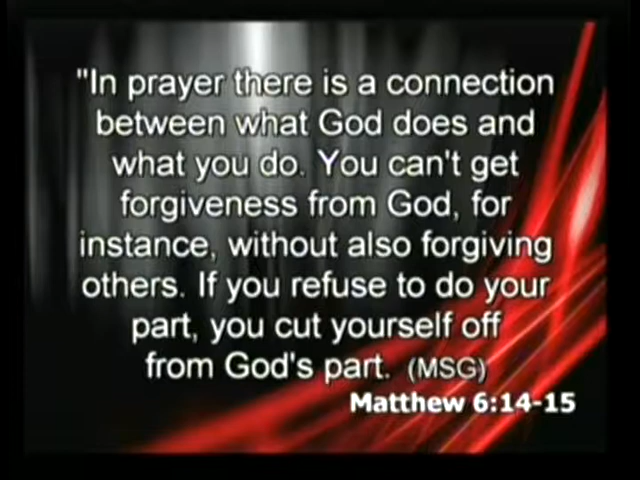 "In prayer there is a connection
between what God does and
what you do. You can't get
forgiveness from God, for
instance, without also forgiving
others. If you refuse to do your
part, you cut yourself off
from God's part. (MSG)
Matthew 6:14-15